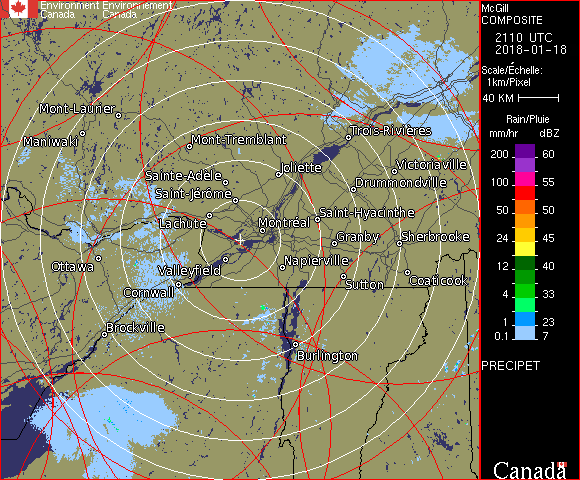 Environment Environnement
Canada Canada
McGill
COMPOSITE
2110 UTC
2018-01-18
Scale/Échelle:
1km/Pixel
40 KM
Rain/Pluie
mm/hr dBZ
200 60
150 57
100 55
50 50
24 45
12 40
4 33
1 23
0.1 7
PRECIPET
Canada
Mont-Laurier
Maniwaki
Mont-Tremblant
Trois-Rivières
Joliette
Victoriaville
Sainte-Adèle
Drummondville
Saint-Jérôme
Saint-Hyacinthe
Lachute
Montréal
Granby
Sherbrooke
Ottawa
Valleyfield
Napierville
Cornwall
Sutton
Coaticook
Brockville
Burlington